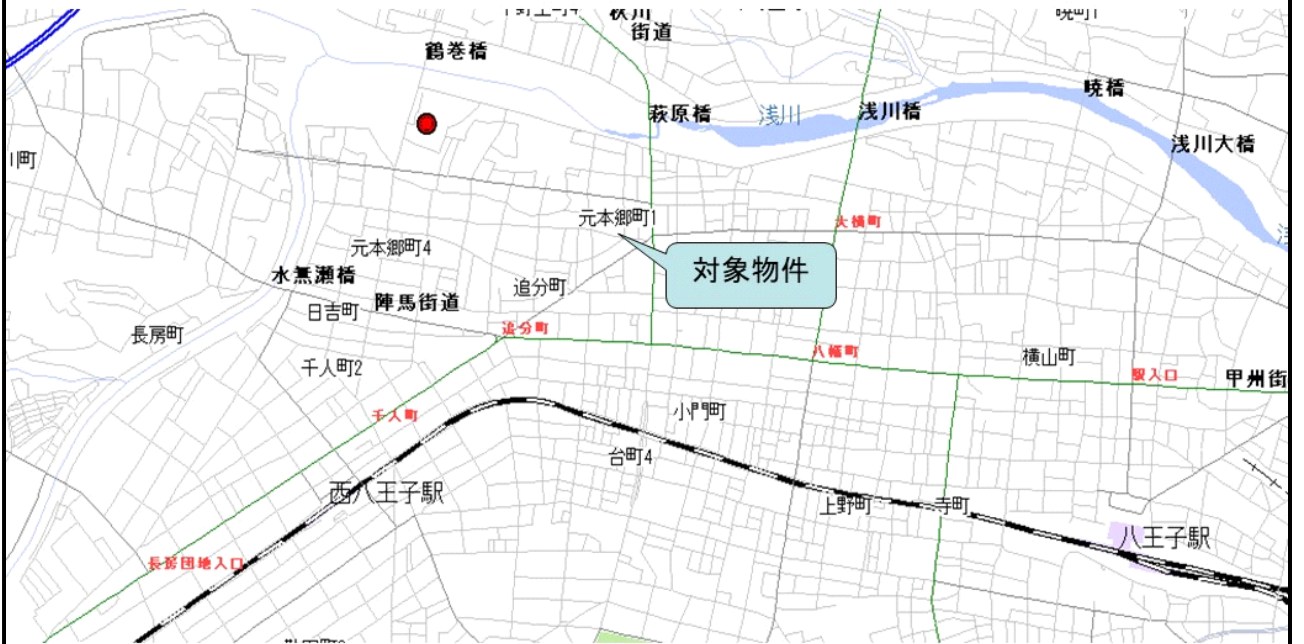 秋川
街道
鶴巻橋
暁橋
萩原橋
浅川
浅川橋
浅川大橋
川町
元本郷町1
大横町
対象物件
元本郷町4
水無瀬橋
追分町
陣馬街道
日吉町
追分町
長房町
八幡町
横山町
千人町2
駅入口
甲州街
千人町
小門町
台町4
西八王子駅
上野町
寺町
八王子駅
長房団地入口